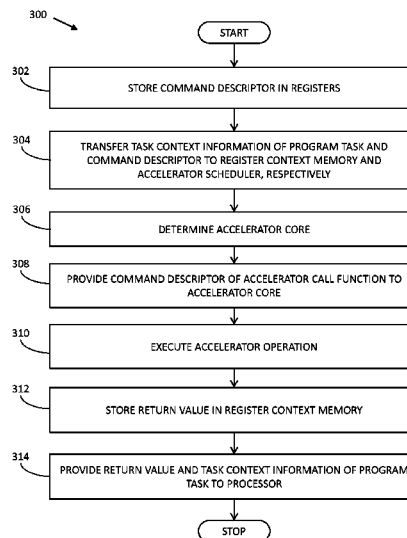 300
START
302
STORE COMMAND DESCRIPTOR IN REGISTERS
304
TRANSFER TASK CONTEXT INFORMATION OF PROGRAM TASK AND
COMMAND DESCRIPTOR TO REGISTER CONTEXT MEMORY AND
ACCELERATOR SCHEDULER, RESPECTIVELY
306
DETERMINE ACCELERATOR CORE
308
PROVIDE COMMAND DESCRIPTOR OF ACCELERATOR CALL FUNCTION TO
ACCELERATOR CORE
310
EXECUTE ACCELERATOR OPERATION
312
STORE RETURN VALUE IN REGISTER CONTEXT MEMORY
314
PROVIDE RETURN VALUE AND TASK CONTEXT INFORMATION OF PROGRAM
TASK TO PROCESSOR
STOP